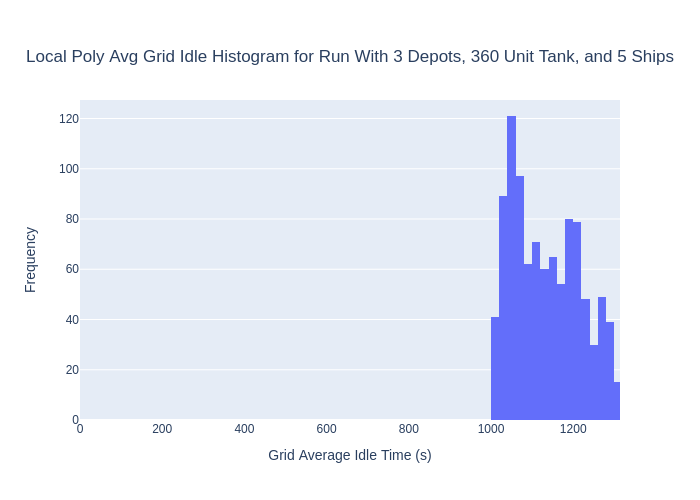 Local Poly Avg Grid Idle Histogram for Run With 3 Depots, 360 Unit Tank, and 5 Ships
120
100
80
60
40
20
0
Frequency
0 200 400 600 800 1000 1200
Grid Average Idle Time (s)